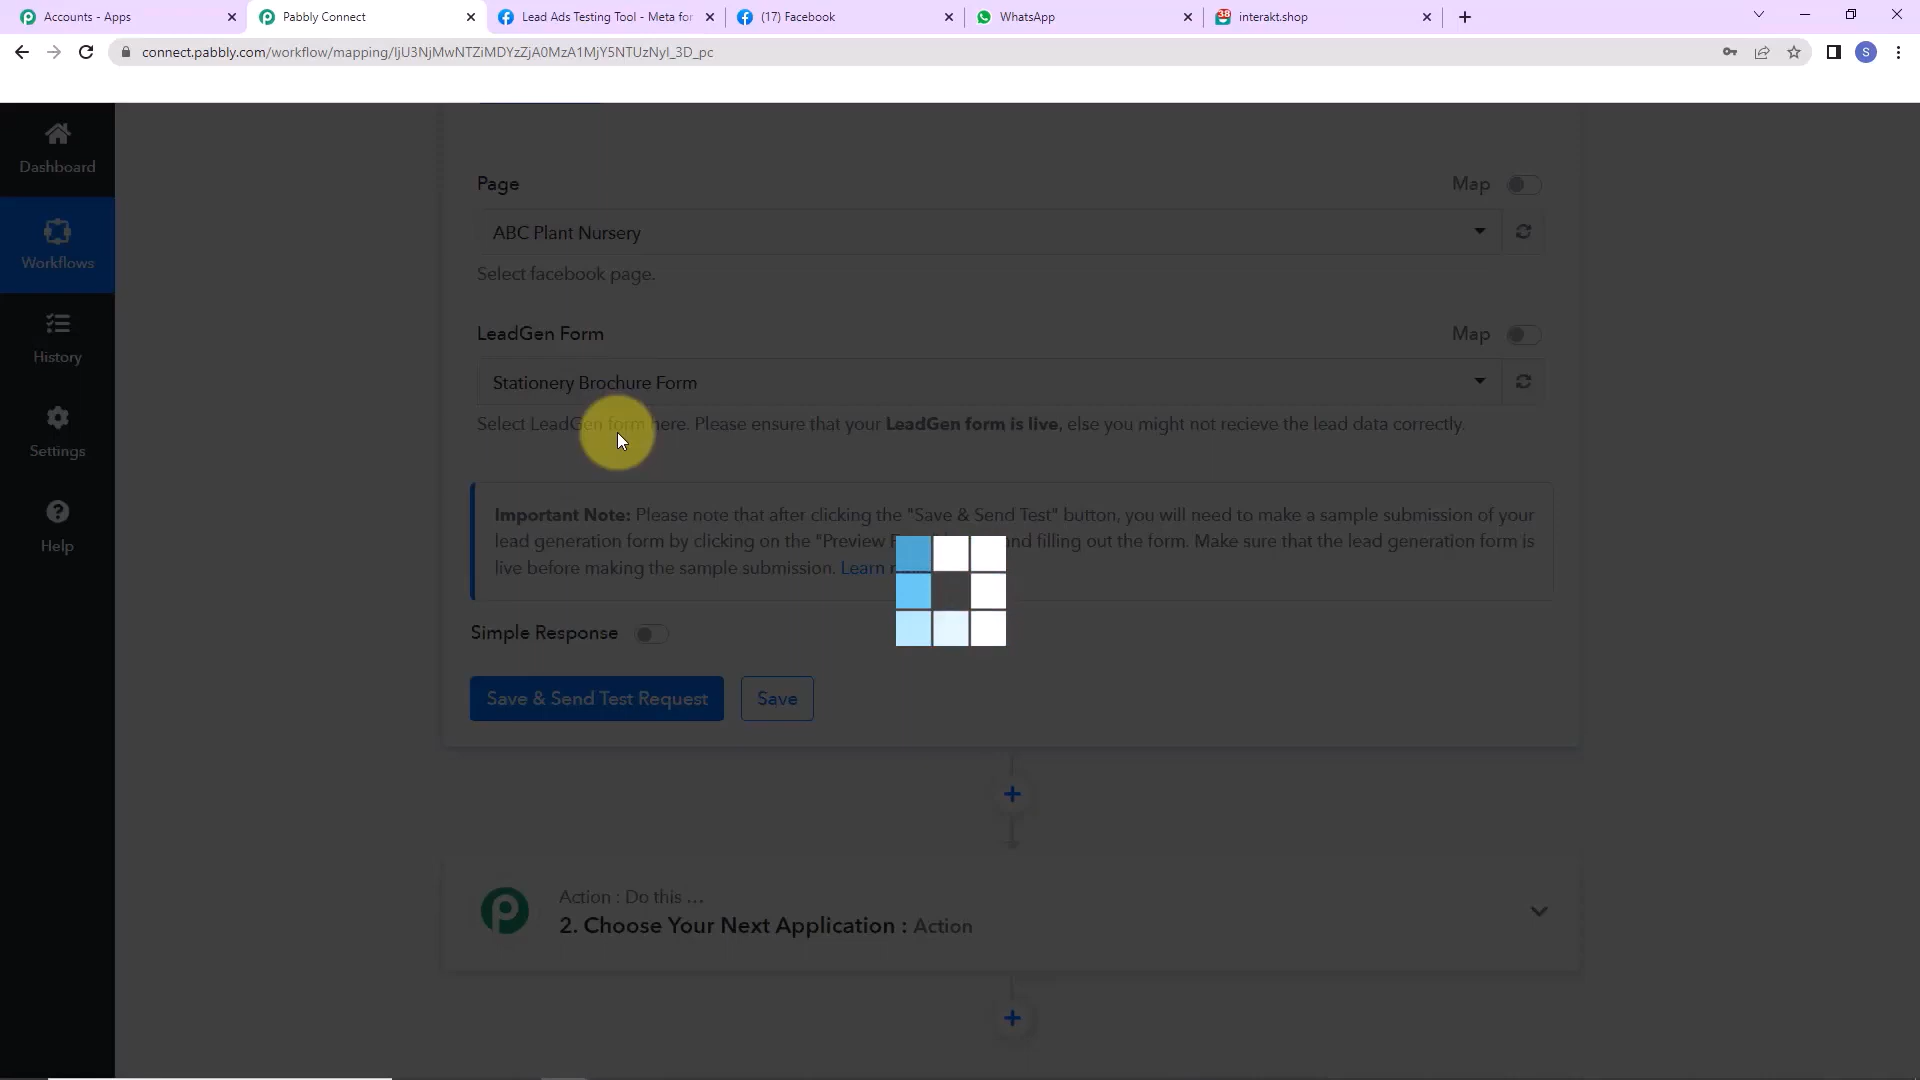 Accounts - Apps
Pabbly Connect
Lead Ads Testing Tool - Meta for
(17) Facebook
WhatsApp
38
interakt.shop
connect.pabbly.com/workflow/mapping/IjU3NjMwNTZiMDYzZjA0MzA1MjY5NTUzNyI_3D_pc
S
Dashboard
Workflows
History
Settings
Help
Page
Map
ABC Plant Nursery
Select facebook page.
LeadGen Form
Map
Stationery Brochure Form
Select LeadGen form here. Please ensure that your LeadGen form is live, else you might not recieve the lead data correctly.
Important Note: Please note that after clicking the "Save & Send Test" button, you will need to make a sample submission of your
lead generation form by clicking on the "Preview and filling out the form. Make sure that the lead generation form is
live before making the sample submission. Learn
Simple Response
Save & Send Test Request
Save
Action : Do this ...
2. Choose Your Next Application : Action